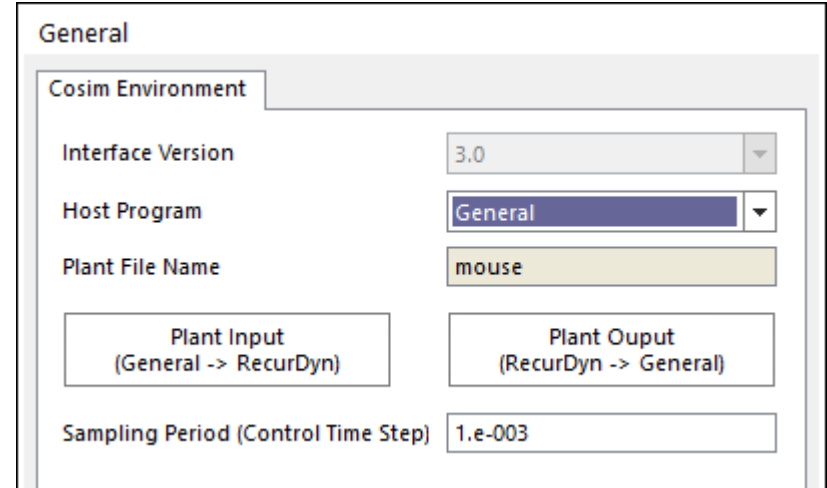 General
Cosim Environment
Interface Version 3.0
Host Program General
Plant File Name mouse
Plant Input Plant Ouput
(General -> RecurDyn) (RecurDyn -> General)
Sampling Period (Control Time Step) 1.e-003